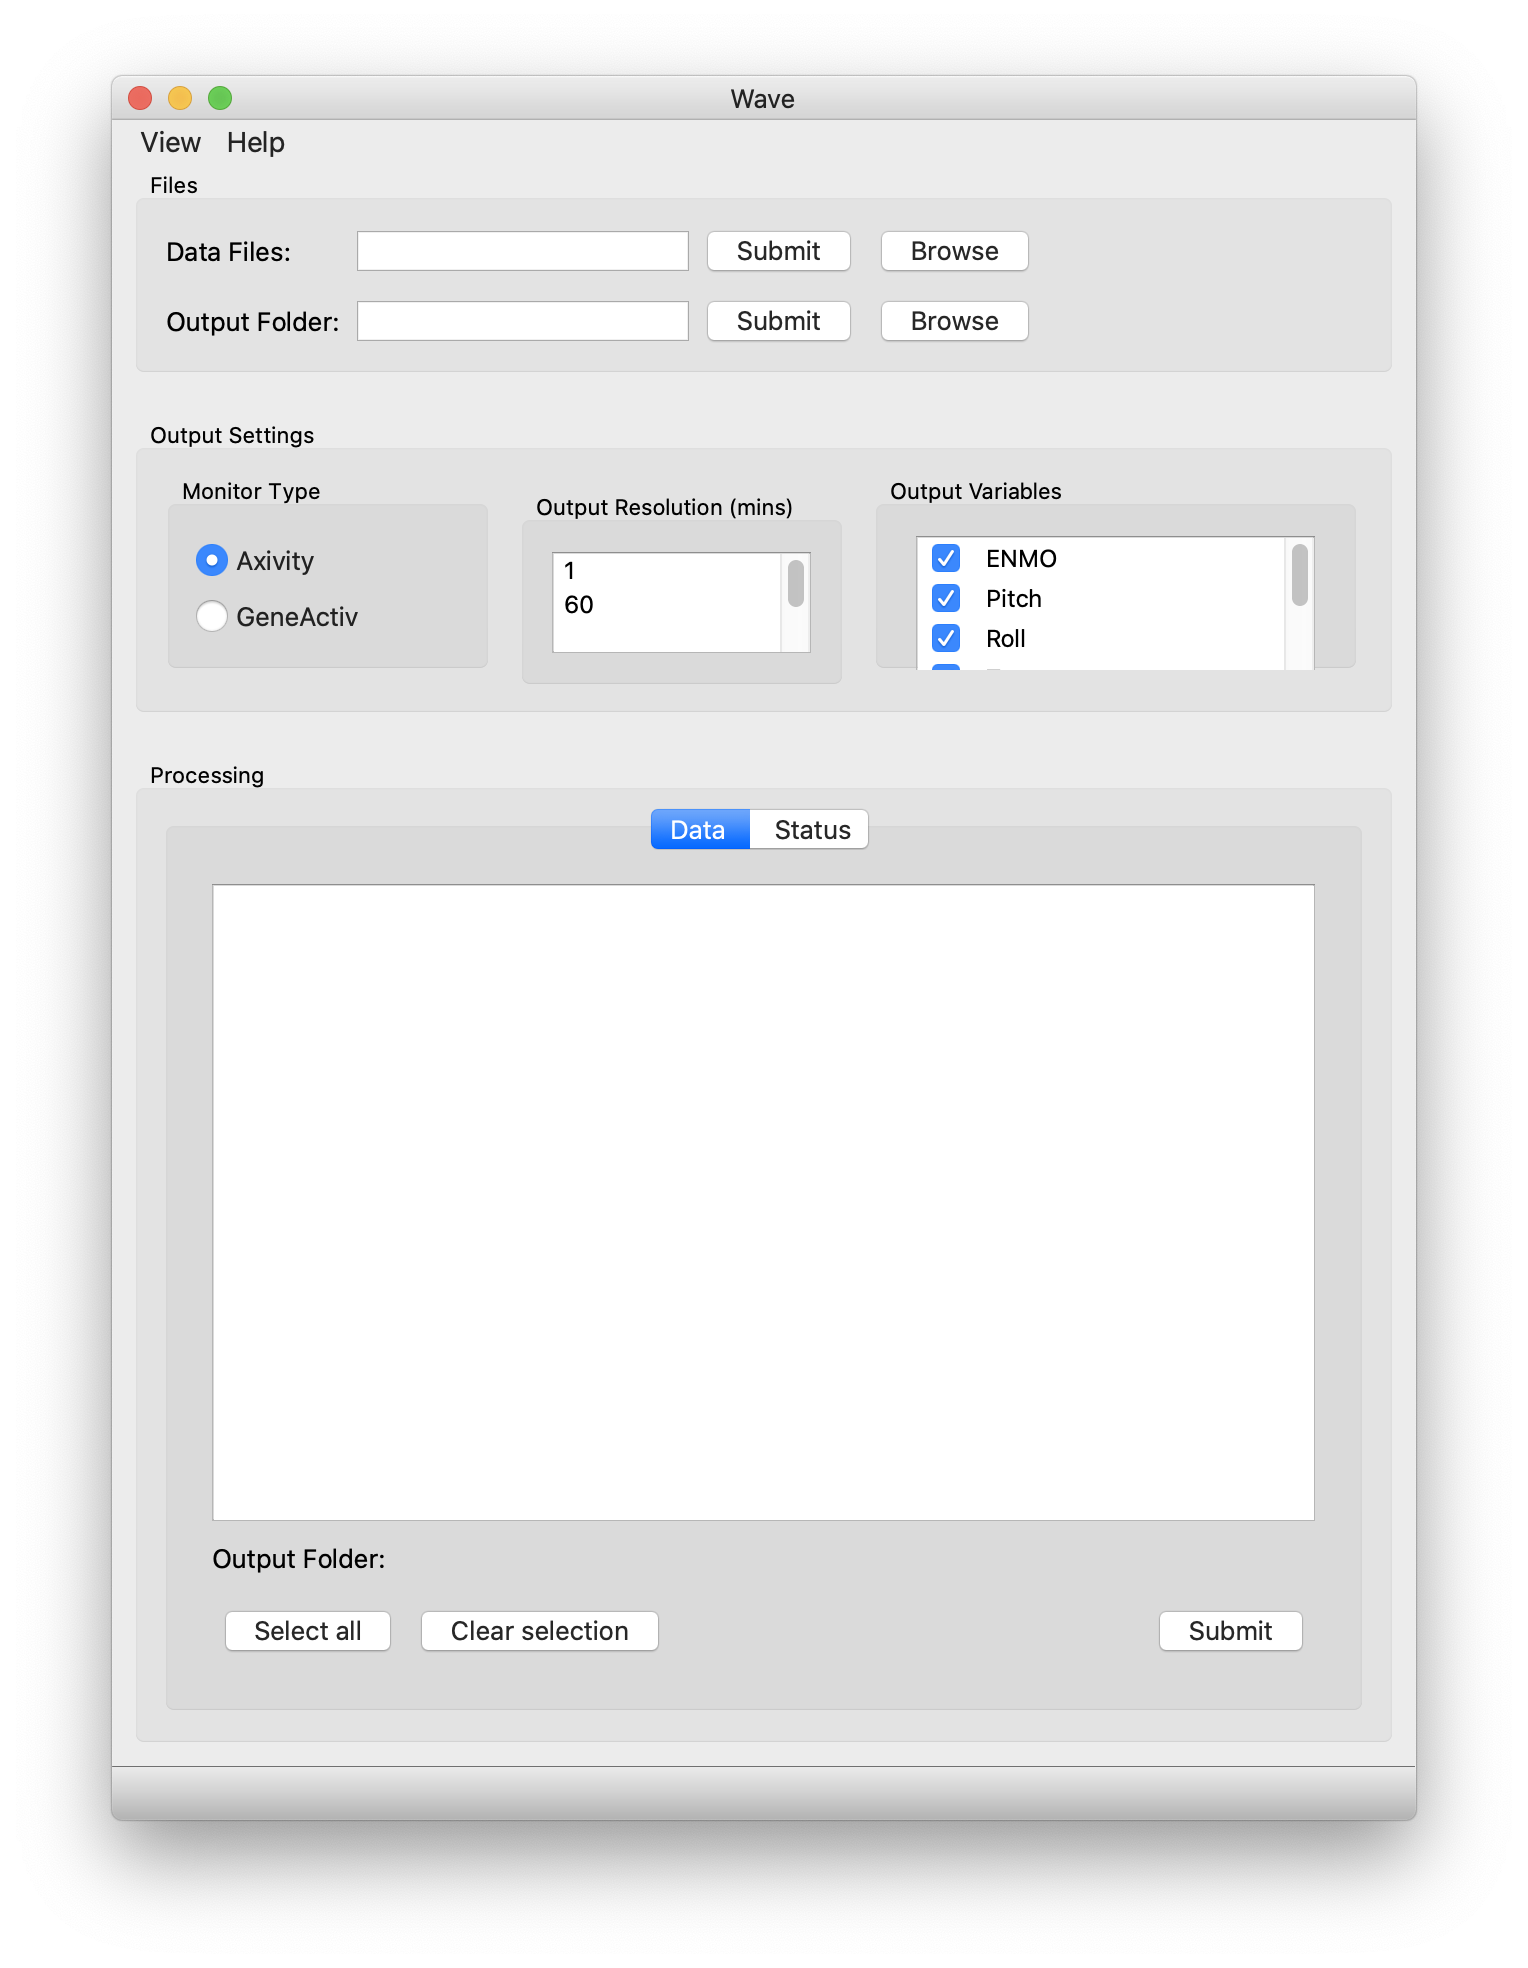 Wave
View Help
Files
Data Files: Submit Browse
Output Folder: Submit Browse
Output Settings
Monitor Type
Axivity
GeneActiv
Output Resolution (mins)
1
60
Output Variables
ENMO
Pitch
Roll
Processing
Data Status
Output Folder:
Select all Clear selection Submit